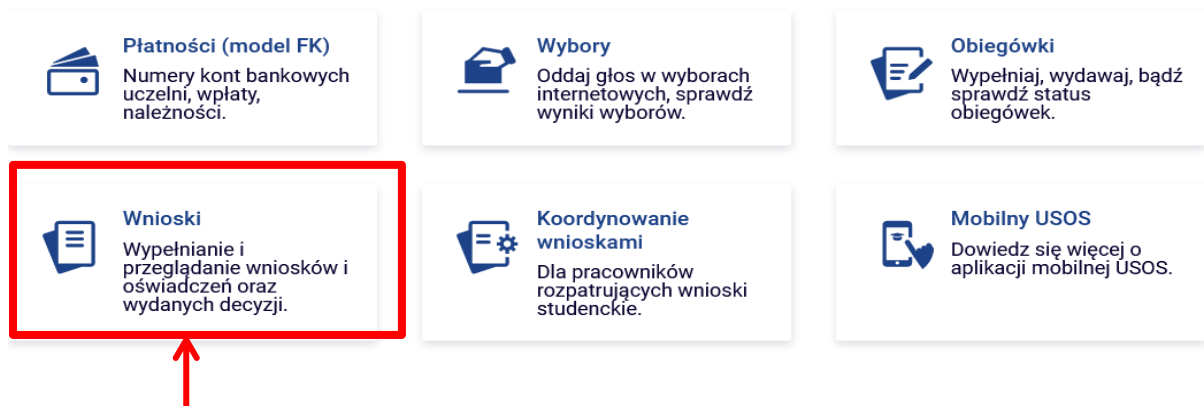 Płatności (model FK)
Numery kont bankowych
uczelni, wpłaty,
należności.
Wybory
Oddaj głos w wyborach
internetowych, sprawdź
wyniki wyborów.
Obiegówki
Wypełniaj, wydawaj, bądź
sprawdź status
obiegówek.
Wnioski
Wypełnianie i
przeglądanie wniosków i
oświadczeń oraz
wydanych decyzji.
Koordynowanie
wnioskami
Dla pracowników
rozpatrujących wnioski
studenckie.
Mobilny USOS
Dowiedz się więcej o
aplikacji mobilnej USOS.